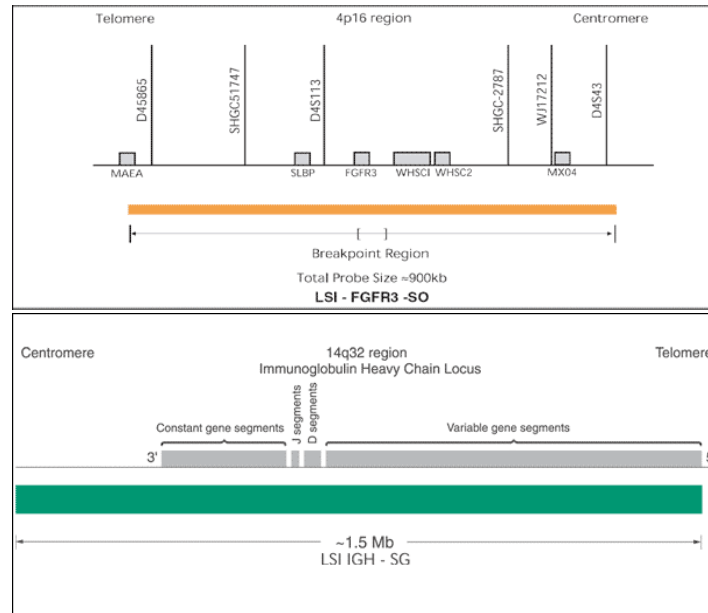 Telomere 4p16 region Centromere
D4S865
SHGC51747
D4S113
SHGC-2787
WJ17212
D4S43
MAEA SLBP FGFR3 WHSCI WHSC2 MX04
Breakpoint Region
Total Probe Size ≈900kb
LSI - FGFR3 -SO
Centromere 14q32 region Telomere
Immunoglobulin Heavy Chain Locus
Constant gene segments J segments D segments Variable gene segments
3' 5
~1.5 Mb
LSI IGH - SG